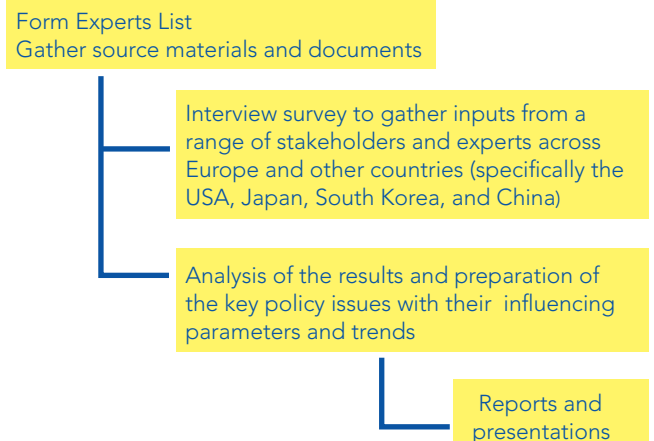 Form Experts List
Gather source materials and documents
Interview survey to gather inputs from a
range of stakeholders and experts across
Europe and other countries (specifically the
USA, Japan, South Korea, and China)
Analysis of the results and preparation of
the key policy issues with their influencing
parameters and trends
Reports and
presentations